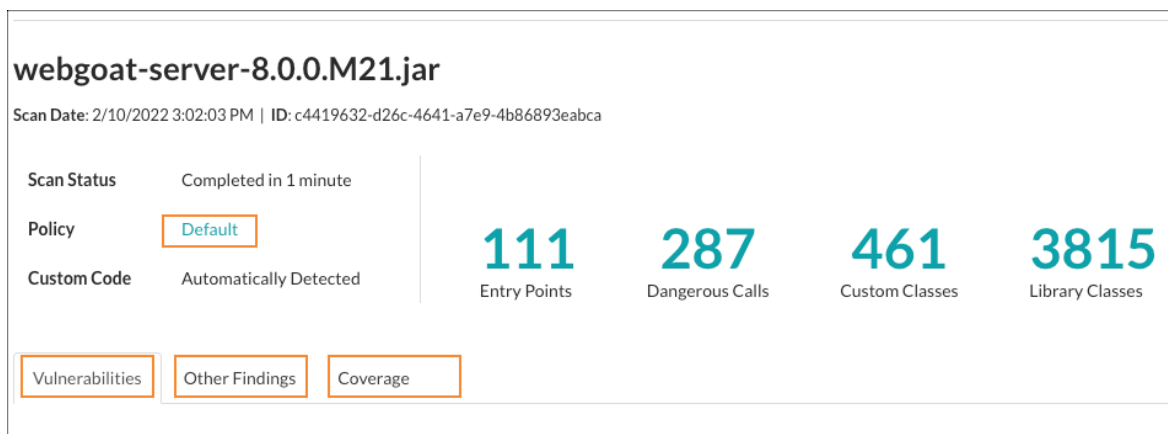 webgoat-server-8.0.0.M21.jar
Scan Date: 2/10/2022 3:02:03 PM | ID: c4419632-d26c-4641-a7e9-4b86893eabca
Scan Status Completed in 1 minute
Policy Default
Custom Code Automatically Detected
111 287 461 3815
Entry Points Dangerous Calls Custom Classes Library Classes
Vulnerabilities Other Findings Coverage